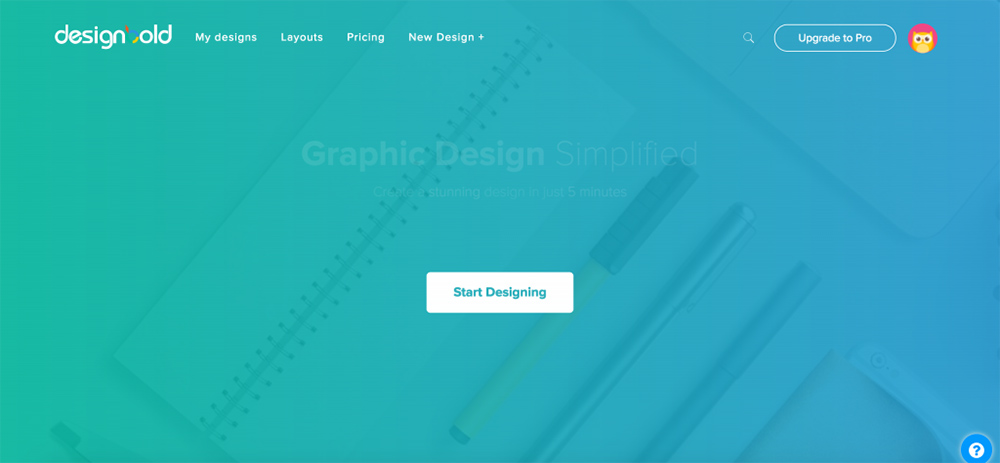 designbold
My designs
Layouts
Pricing
New Design +
Upgrade to Pro
Graphic Design Simplified
Create a stunning design in just 5 minutes
Start Designing
?